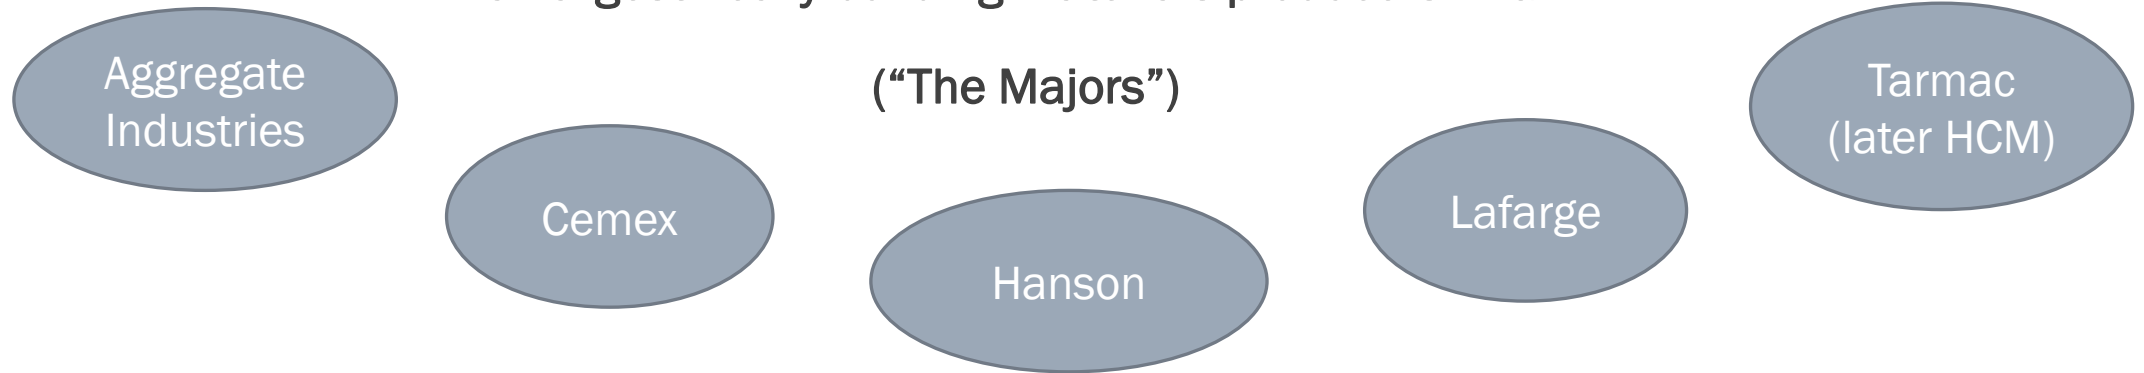 (“The Majors”)
Aggregate
Industries
Cemex
Hanson
Lafarge
Tarmac
(later HCM)